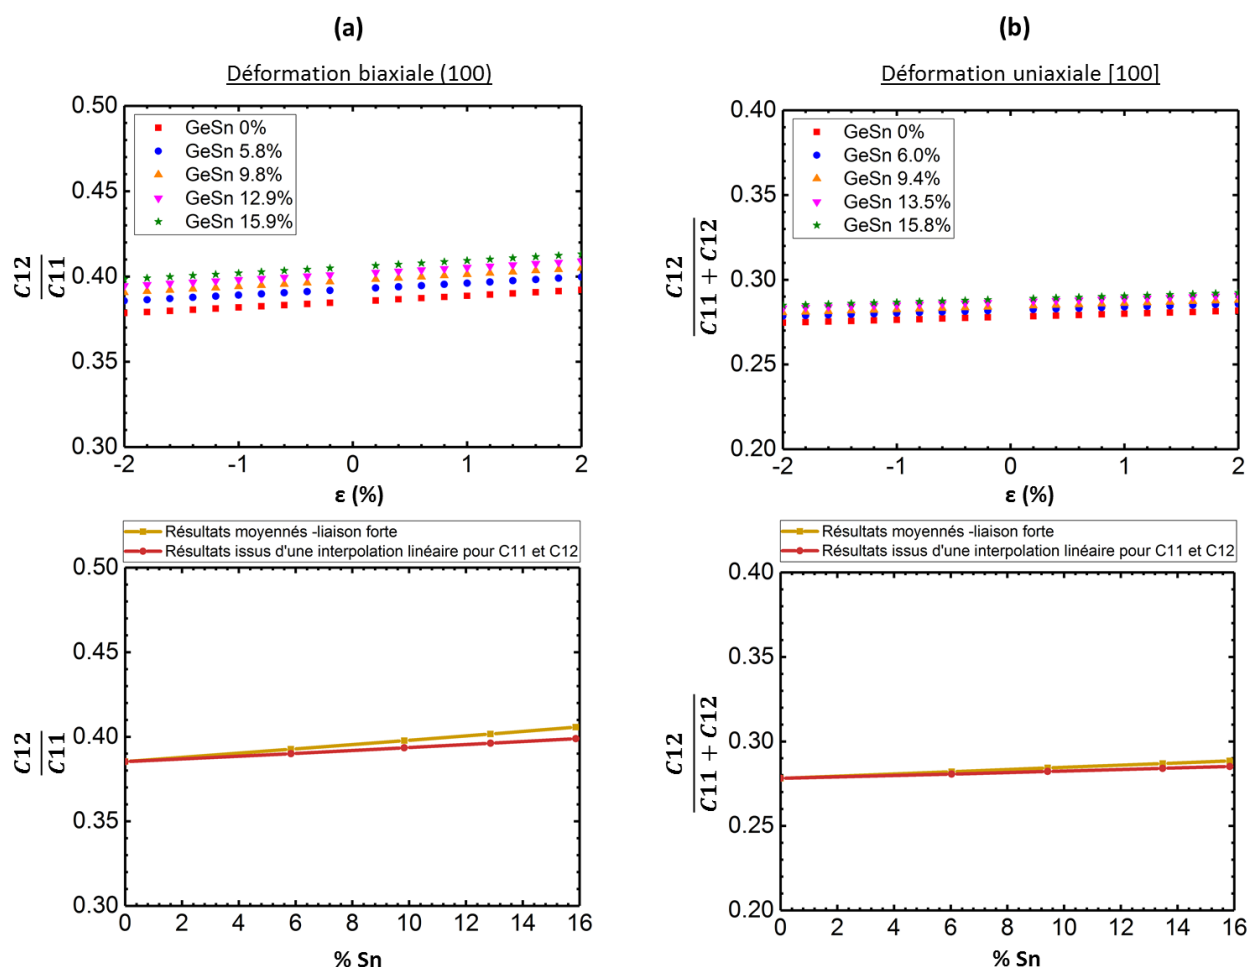 (a)
Déformation biaxiale (100)
0.50
0.45
0.40
0.35
0.30
C12
C11
GeSn 0%
GeSn 5.8%
GeSn 9.8%
GeSn 12.9%
GeSn 15.9%
-2 -1 0 1 2
ε (%)
(b)
Déformation uniaxiale [100]
0.40
0.35
0.30
0.25
0.20
C12
C11 + C12
GeSn 0%
GeSn 6.0%
GeSn 9.4%
GeSn 13.5%
GeSn 15.8%
-2 -1 0 1 2
ε (%)
Résultats moyennés -liaison forte
Résultats issus d'une interpolation linéaire pour C11 et C12
0.50
0.45
0.40
0.35
0.30
C12
C11
0 2 4 6 8 10 12 14 16
% Sn
Résultats moyennés -liaison forte
Résultats issus d'une interpolation linéaire pour C11 et C12
0.40
0.35
0.30
0.25
0.20
C12
C11 + C12
0 2 4 6 8 10 12 14 16
% Sn